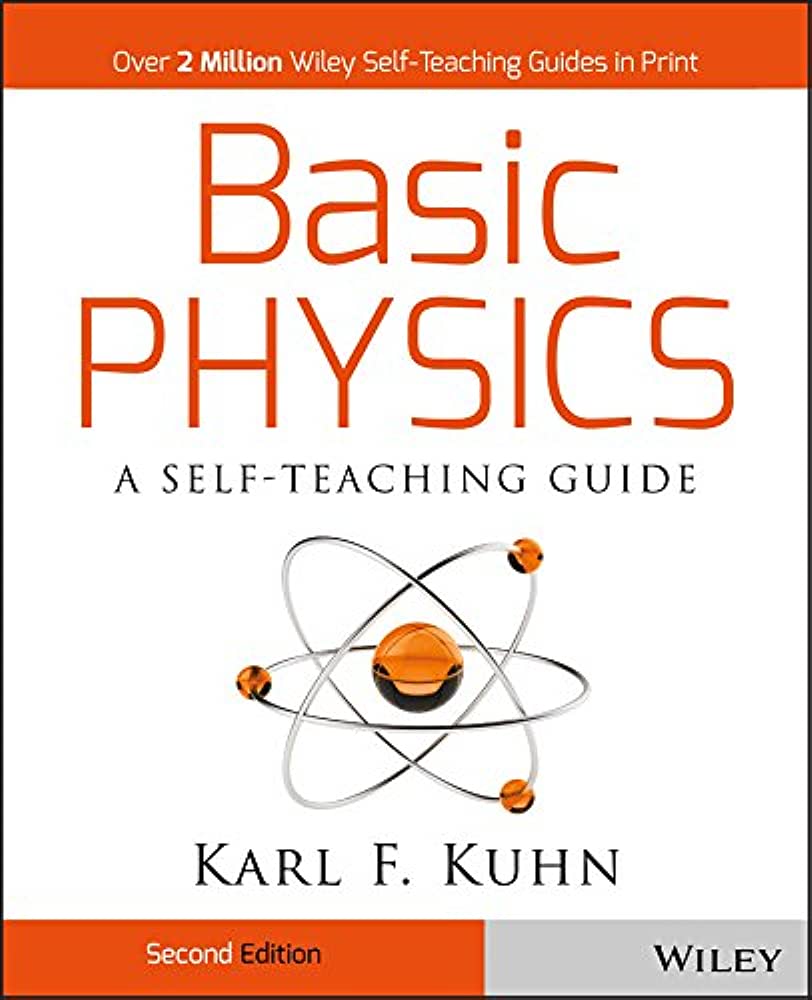 Over 2 Million Wiley Self-Teaching Guides in Print
Basic
PHYSICS
A SELF-TEACHING GUIDE
KARL F. KUHN
Second Edition
WILEY